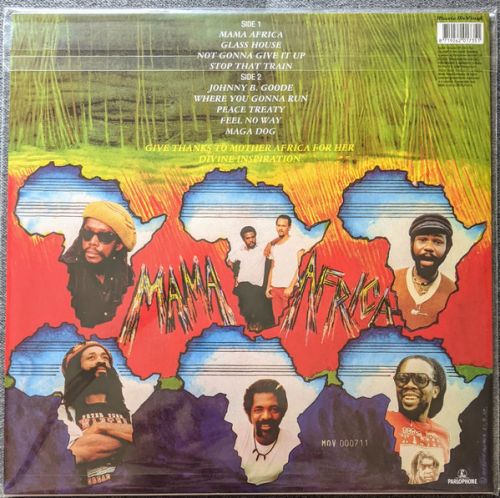 SIDE 1
MAMA AFRICA
GLASS HOUSE
NOT GONNA GIVE IT UP
STOP THAT TRAIN
SIDE 2
JOHNNY B. GOODE
WHERE YOU GONNA RUN
PEACE TREATY
FEEL NO WAY
MAGA DOG
GIVE THANKS TO MOTHER AFRICA FOR HER
DIVINE INSPIRATION
MAMA AFRICA
MOV 000711
PARLOPHONE